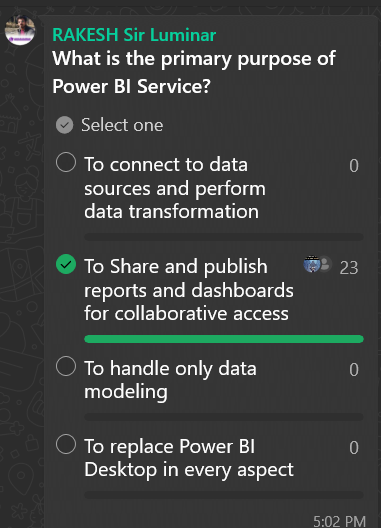 RAKESH Sir Luminar
What is the primary purpose of
Power BI Service?
Select one
To connect to data 0
sources and perform
data transformation
To Share and publish 23
reports and dashboards
for collaborative access
To handle only data 0
modeling
To replace Power BI 0
Desktop in every aspect
5:02 PM